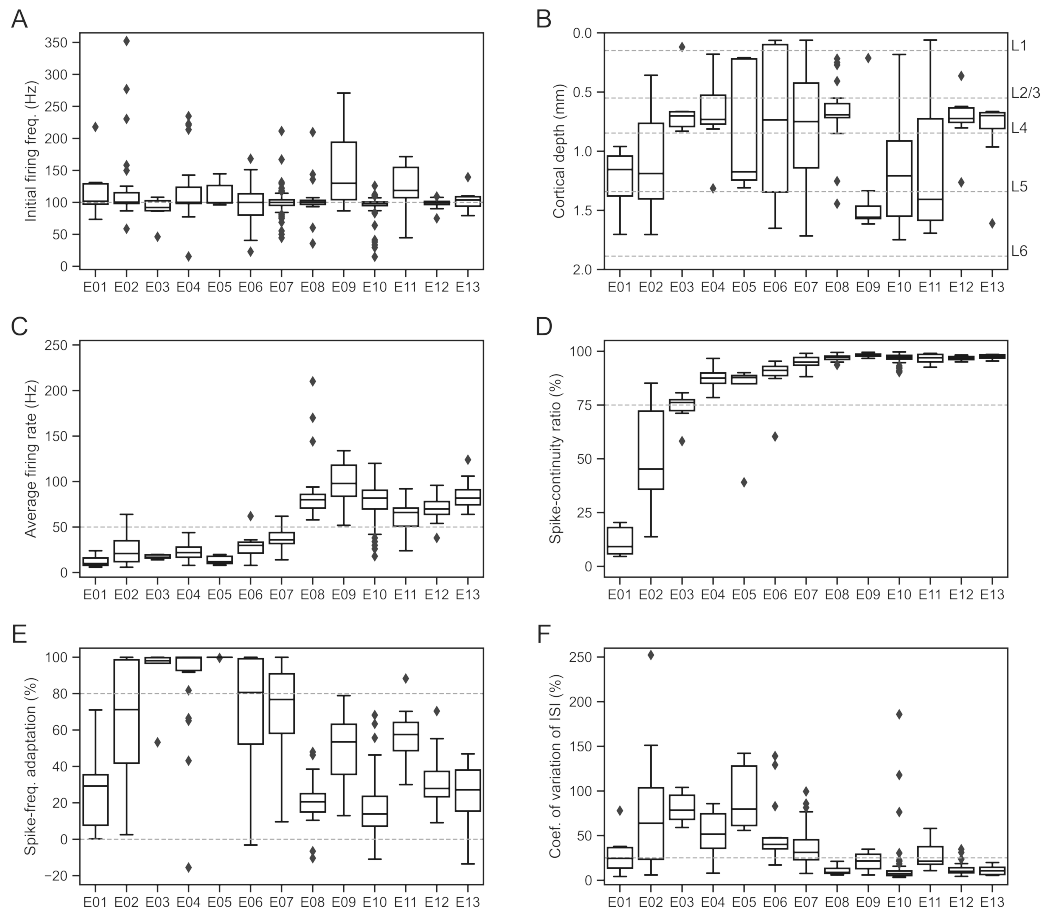 A
Initial firing freq. (Hz)
350
300
250
200
150
100
50
0
E01 E02 E03 E04 E05 E06 E07 E08 E09 E10 E11 E12 E13
B
Cortical depth (mm)
0.0
0.5
1.0
1.5
2.0
L1
L2/3
L4
L5
L6
E01 E02 E03 E04 E05 E06 E07 E08 E09 E10 E11 E12 E13
C
Average firing rate (Hz)
250
200
150
100
50
0
E01 E02 E03 E04 E05 E06 E07 E08 E09 E10 E11 E12 E13
D
Spike-continuity ratio (%)
100
75
50
25
0
E01 E02 E03 E04 E05 E06 E07 E08 E09 E10 E11 E12 E13
E
Spike-freq. adaptation (%)
100
80
60
40
20
0
−20
E01 E02 E03 E04 E05 E06 E07 E08 E09 E10 E11 E12 E13
F
Coef. of variation of ISI (%)
250
200
150
100
50
0
E01 E02 E03 E04 E05 E06 E07 E08 E09 E10 E11 E12 E13